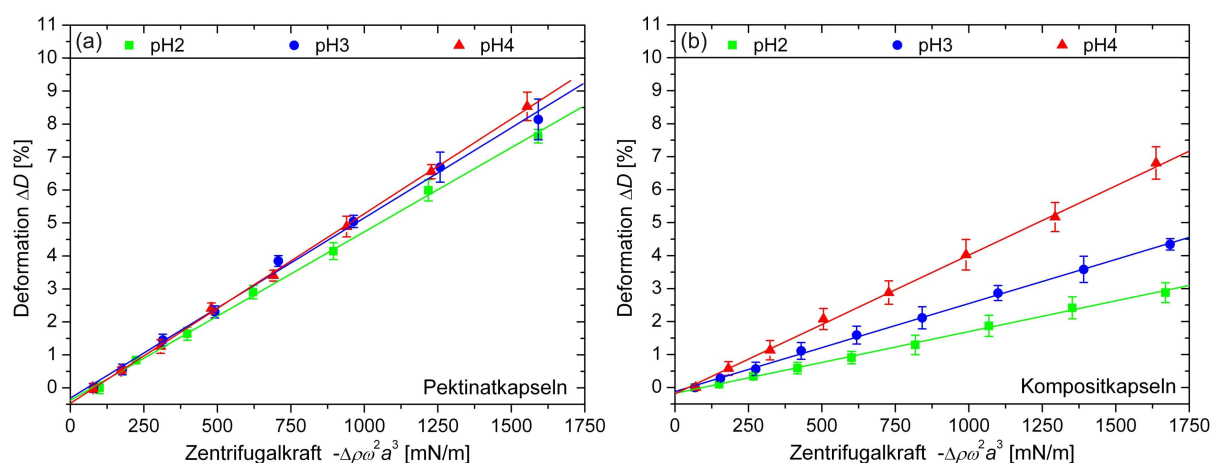 (a) pH2 pH3 pH4
11
10
9
8
7
6
5
4
3
2
1
0
Deformation ΔD [%]
Pektinatkapseln
0 250 500 750 1000 1250 1500 1750
Zentrifugalkraft -Δρω²a³ [mN/m]
(b) pH2 pH3 pH4
11
10
9
8
7
6
5
4
3
2
1
0
Deformation ΔD [%]
Kompositkapseln
0 250 500 750 1000 1250 1500 1750
Zentrifugalkraft -Δρω²a³ [mN/m]